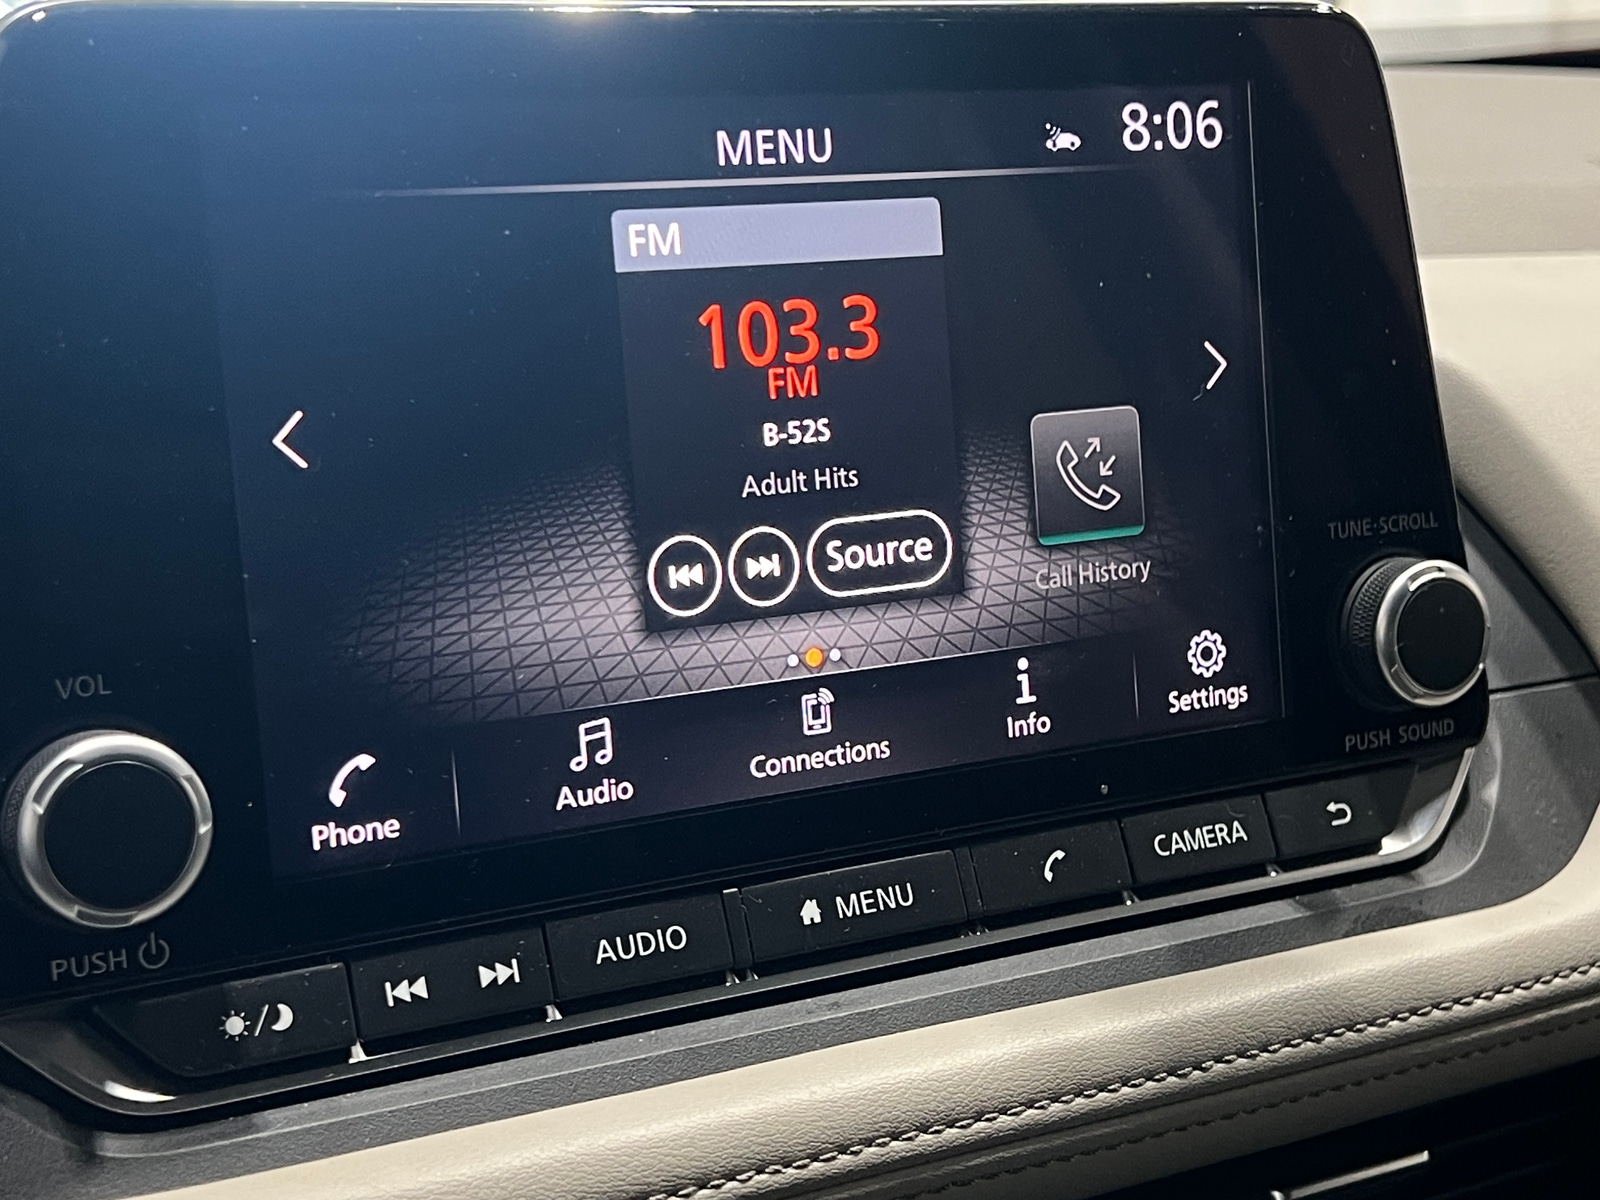 MENU
8:06
FM
103.3
FM
B-52S
Adult Hits
Source
Call History
Phone
Audio
Connections
Info
Settings
VOL
PUSH
TUNE·SCROLL
PUSH SOUND
AUDIO
MENU
CAMERA